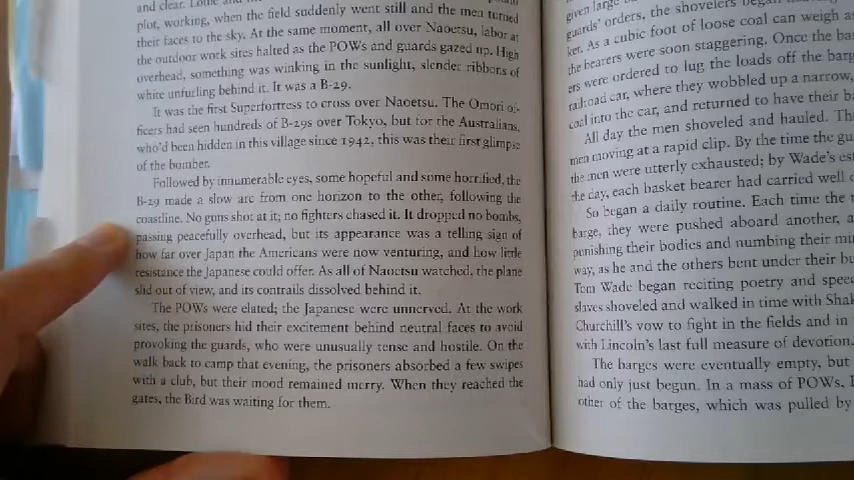 and clear. Louie and
plot, working, when the field suddenly went still and the men turned
their faces to the sky. At the same moment, all over Naoetsu, labor at
the outdoor work sites halted as the POWs and guards gazed up. High
overhead, something was winking in the sunlight, slender ribbons of
white unfurling behind it. It was a B-29.
It was the first Superfortress to cross over Naoetsu. The Omori of-
ficers had seen hundreds of B-29s over Tokyo, but for the Australians,
who'd been hidden in this village since 1942, this was their first glimpse
of the bomber.
Followed by innumerable eyes, some hopeful and some horrified, the
B-29 made a slow arc from one horizon to the other, following the
coastline. No guns shot at it; no fighters chased it. It dropped no bombs,
passing peacefully overhead, but its appearance was a telling sign of
how far over Japan the Americans were now venturing, and how little
resistance the Japanese could offer. As all of Naoetsu watched, the plane
slid out of view, and its contrails dissolved behind it.
The POWs were elated; the Japanese were unnerved. At the work
sites, the prisoners hid their excitement behind neutral faces to avoid
provoking the guards, who were unusually tense and hostile. On the
walk back to camp that evening, the prisoners absorbed a few swipes
with a club, but their mood remained merry. When they reached the
gates, the Bird was waiting for them.
given large
guards' orders, the shovelers began
ket. As a cubic foot of loose coal can weigh as
the bearers were soon staggering. Once the
ers were ordered to lug the loads off the barg
railroad car, where they wobbled up a narrow,
coal into the car, and returned to have their ba
All day the men shoveled and hauled. The
men moving at a rapid clip. By the time the gu
the men were utterly exhausted; by Wade's es
the day, each basket bearer had carried well
So began a daily routine. Each time the
barge, they were pushed aboard another, a
punishing their bodies and numbing their mi
way, as he and the others bent under their bu
Tom Wade began reciting poetry and spee
slaves shoveled and walked in time with Shak
Churchill's vow to fight in the fields and in
with Lincoln's last full measure of devotion.
The barges were eventually empty, but
had only just begun. In a mass of POWs,
other of the barges, which was pulled by